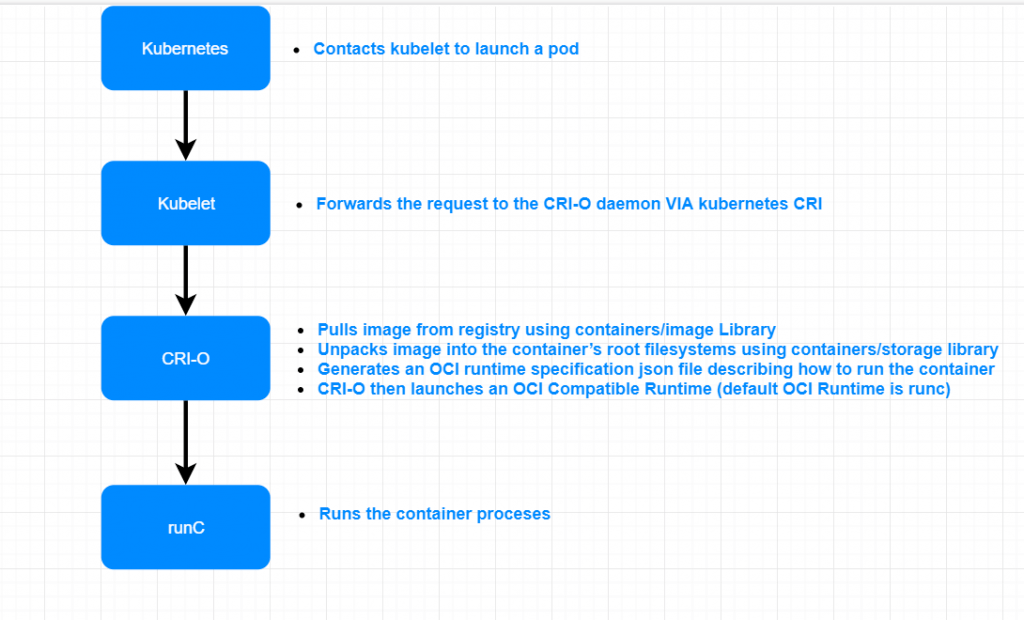 Kubernetes
Contacts kubelet to launch a pod
Kubelet
Forwards the request to the CRI-O daemon VIA kubernetes CRI
CRI-O
Pulls image from registry using containers/image Library
Unpacks image into the container’s root filesystems using containers/storage library
Generates an OCI runtime specification json file describing how to run the container
CRI-O then launches an OCI Compatible Runtime (default OCI Runtime is runc)
runC
Runs the container proceses